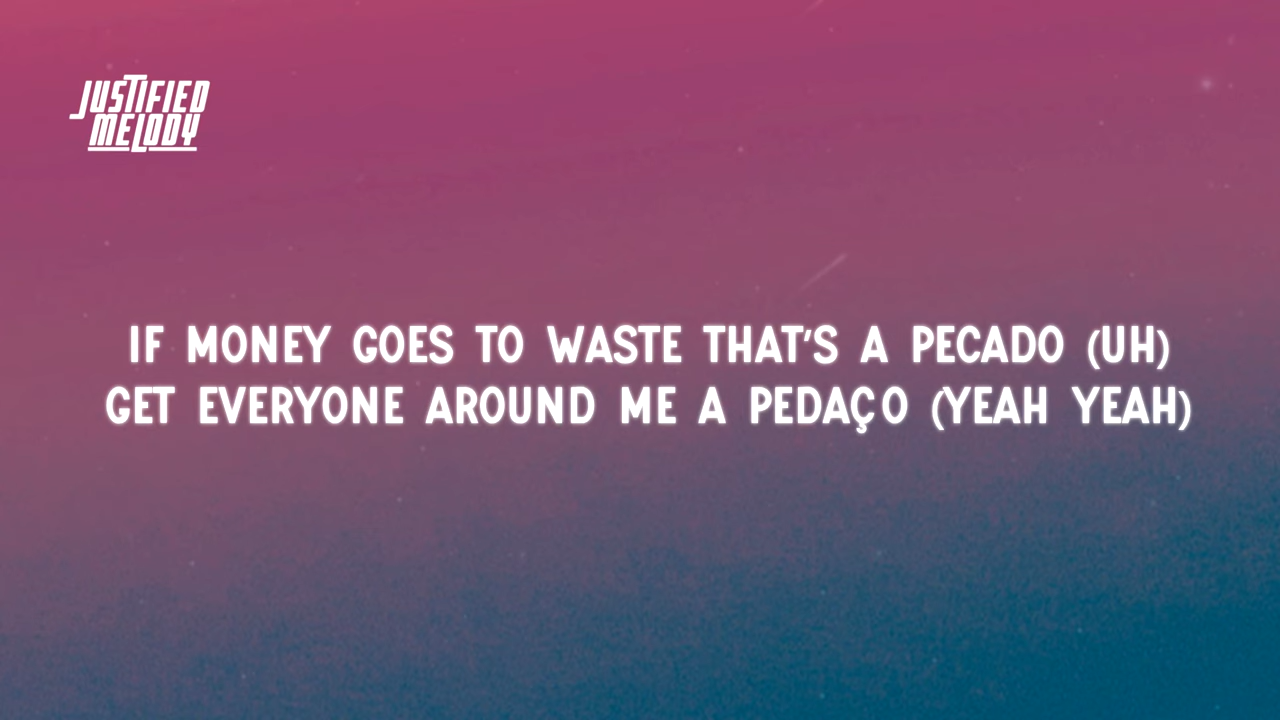 JUSTIFIED
MELODY
IF MONEY GOES TO WASTE THAT'S A PECADO (UH)
GET EVERYONE AROUND ME A PEDAÇO (YEAH YEAH)